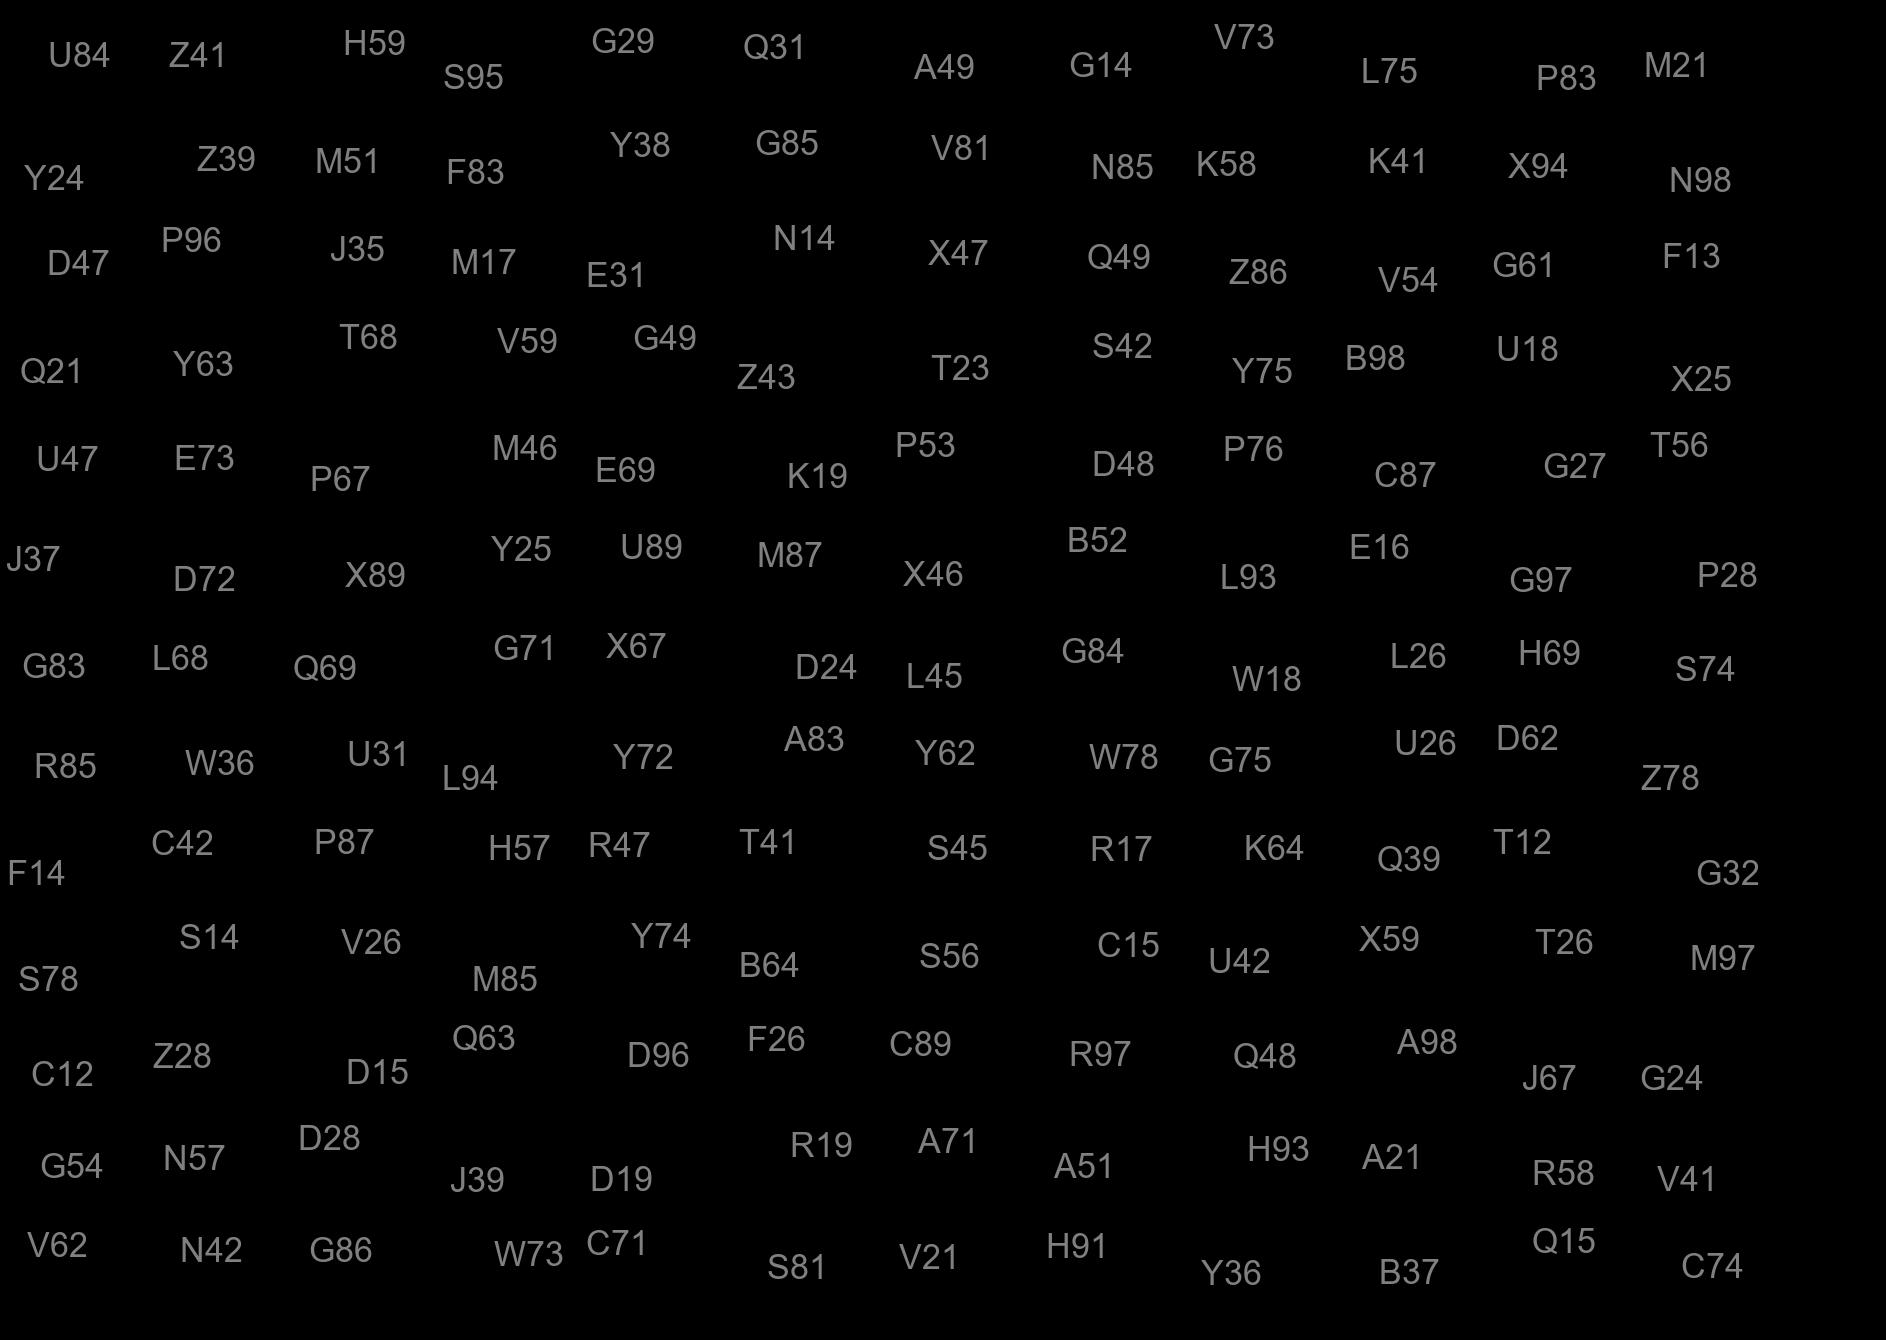 U84 Z41 H59 S95 G29 Q31 A49 G14 V73 L75 P83 M21
Y24 Z39 M51 F83 Y38 G85 V81 N85 K58 K41 X94 N98
D47 P96 J35 M17 E31 N14 X47 Q49 Z86 V54 G61 F13
Q21 Y63 T68 V59 G49 Z43 T23 S42 Y75 B98 U18 X25
U47 E73 P67 M46 E69 K19 P53 D48 P76 C87 G27 T56
J37 D72 X89 Y25 U89 M87 X46 B52 L93 E16 G97 P28
G83 L68 Q69 G71 X67 D24 L45 G84 W18 L26 H69 S74
R85 W36 U31 L94 Y72 A83 Y62 W78 G75 U26 D62 Z78
F14 C42 P87 H57 R47 T41 S45 R17 K64 Q39 T12 G32
S78 S14 V26 M85 Y74 B64 S56 C15 U42 X59 T26 M97
C12 Z28 D15 Q63 D96 F26 C89 R97 Q48 A98 J67 G24
G54 N57 D28 J39 D19 R19 A71 A51 H93 A21 R58 V41
V62 N42 G86 W73 C71 S81 V21 H91 Y36 B37 Q15 C74